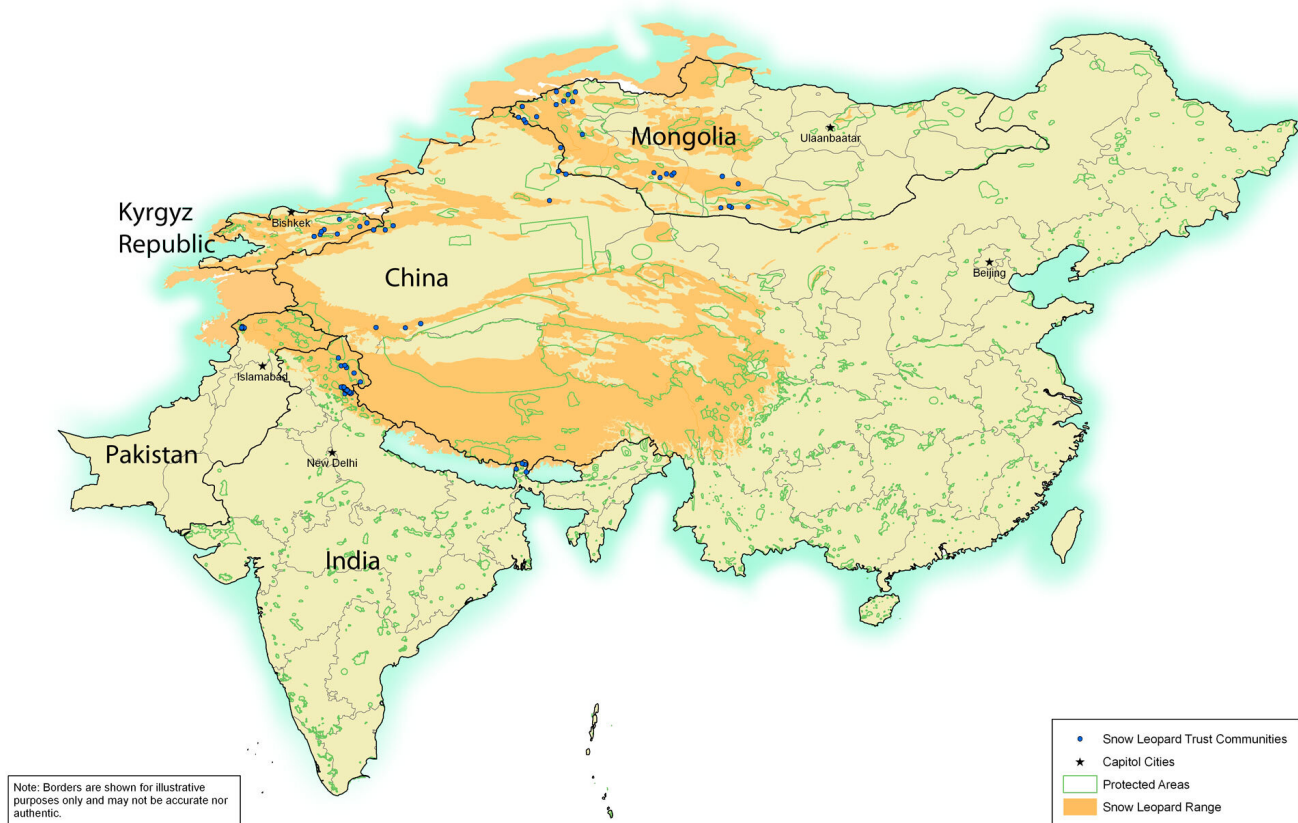 Mongolia
Ulaanbaatar
Kyrgyz
Republic
Bishkek
China
Beijing
Islamabad
Pakistan
New Delhi
India
Snow Leopard Trust Communities
Capitol Cities
Protected Areas
Snow Leopard Range
Note: Borders are shown for illustrative
purposes only and may not be accurate nor
authentic.